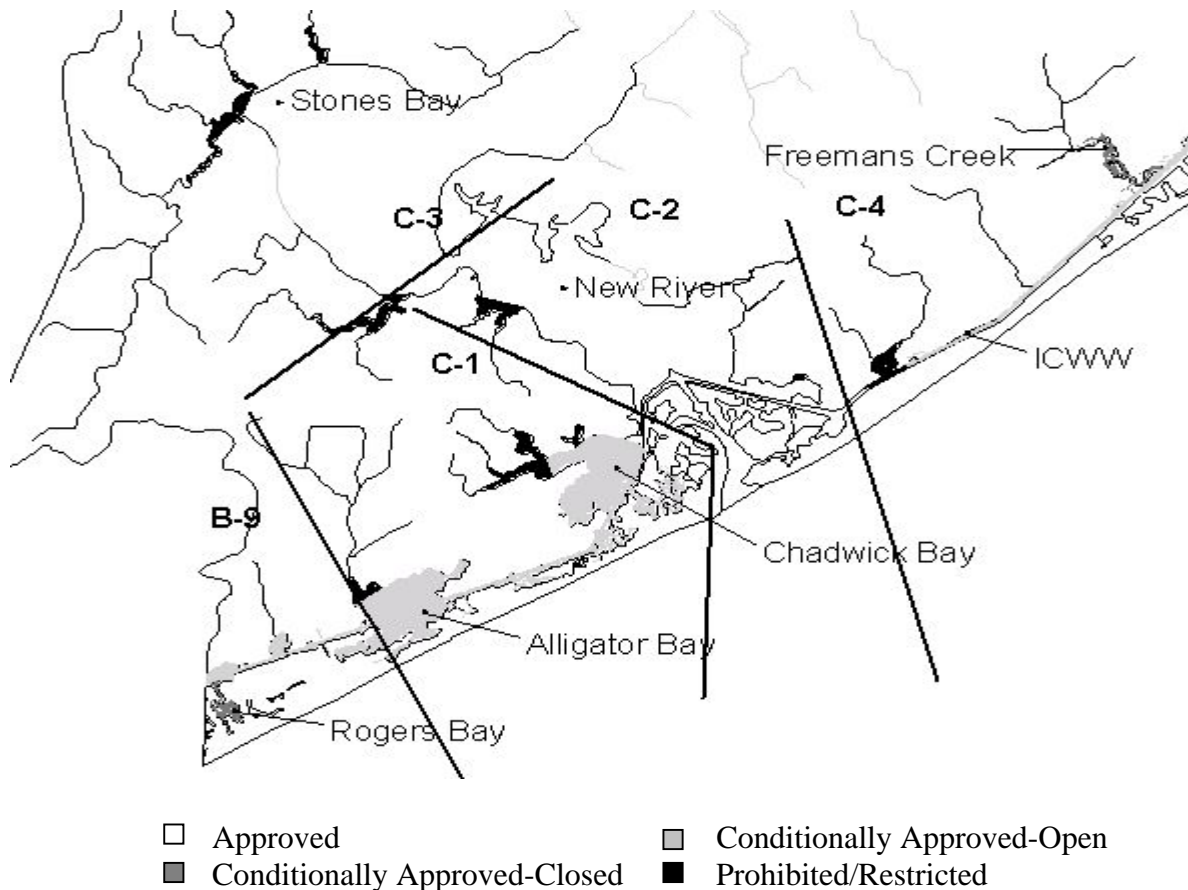 Stones Bay
Freemans Creek
C-3
C-2
C-4
New River
ICWW
C-1
B-9
Chadwick Bay
Alligator Bay
Rogers Bay
Approved
Conditionally Approved-Open
Conditionally Approved-Closed
Prohibited/Restricted